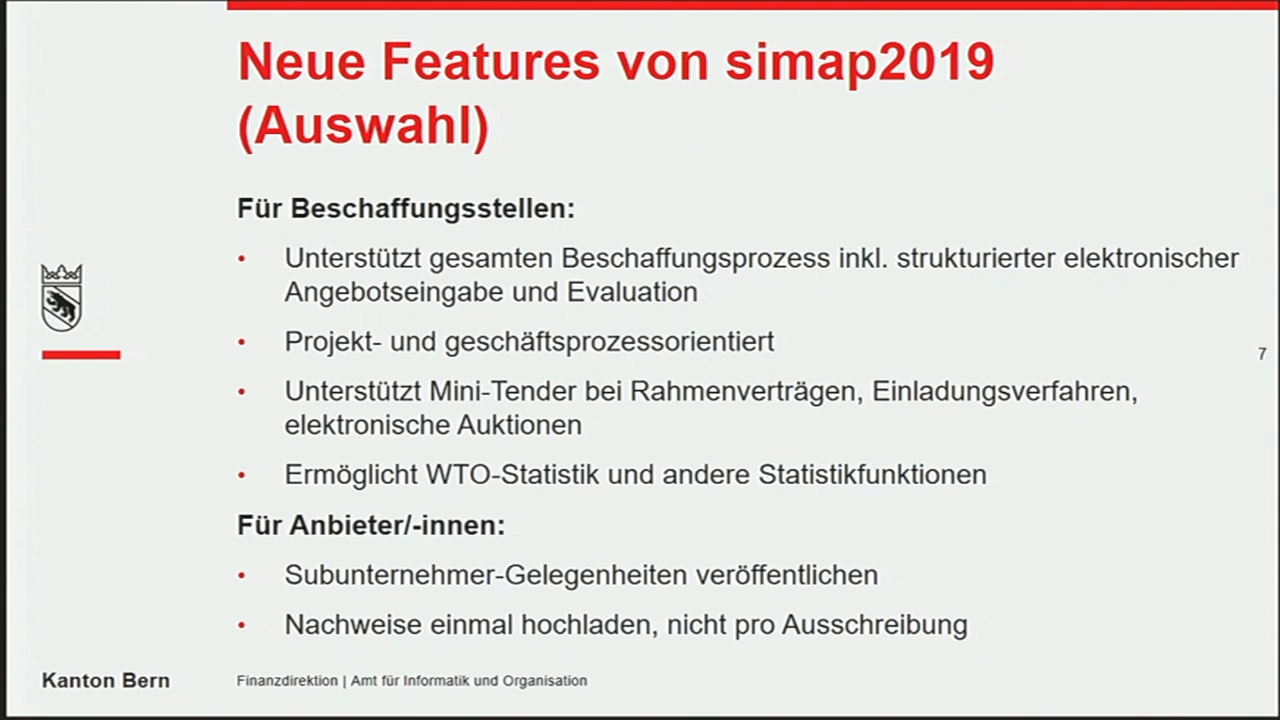 Neue Features von simap2019
(Auswahl)
Für Beschaffungsstellen:
• Unterstützt gesamten Beschaffungsprozess inkl. strukturierter elektronischer
Angebotseingabe und Evaluation
• Projekt- und geschäftsprozessorientiert
7
• Unterstützt Mini-Tender bei Rahmenverträgen, Einladungsverfahren,
elektronische Auktionen
• Ermöglicht WTO-Statistik und andere Statistikfunktionen
Für Anbieter/-innen:
• Subunternehmer-Gelegenheiten veröffentlichen
• Nachweise einmal hochladen, nicht pro Ausschreibung
Kanton Bern
Finanzdirektion | Amt für Informatik und Organisation